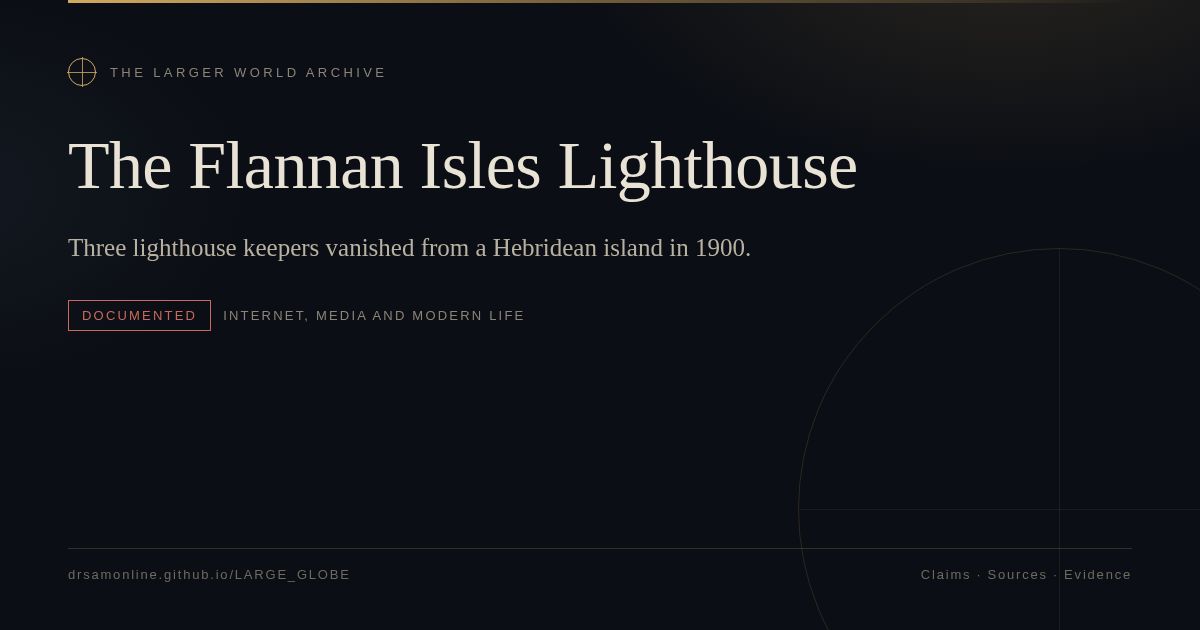 THE LARGER WORLD ARCHIVE
The Flannan Isles Lighthouse
Three lighthouse keepers vanished from a Hebridean island in 1900.
DOCUMENTED INTERNET, MEDIA AND MODERN LIFE
drsamonline.github.io/LARGE_GLOBE
Claims · Sources · Evidence